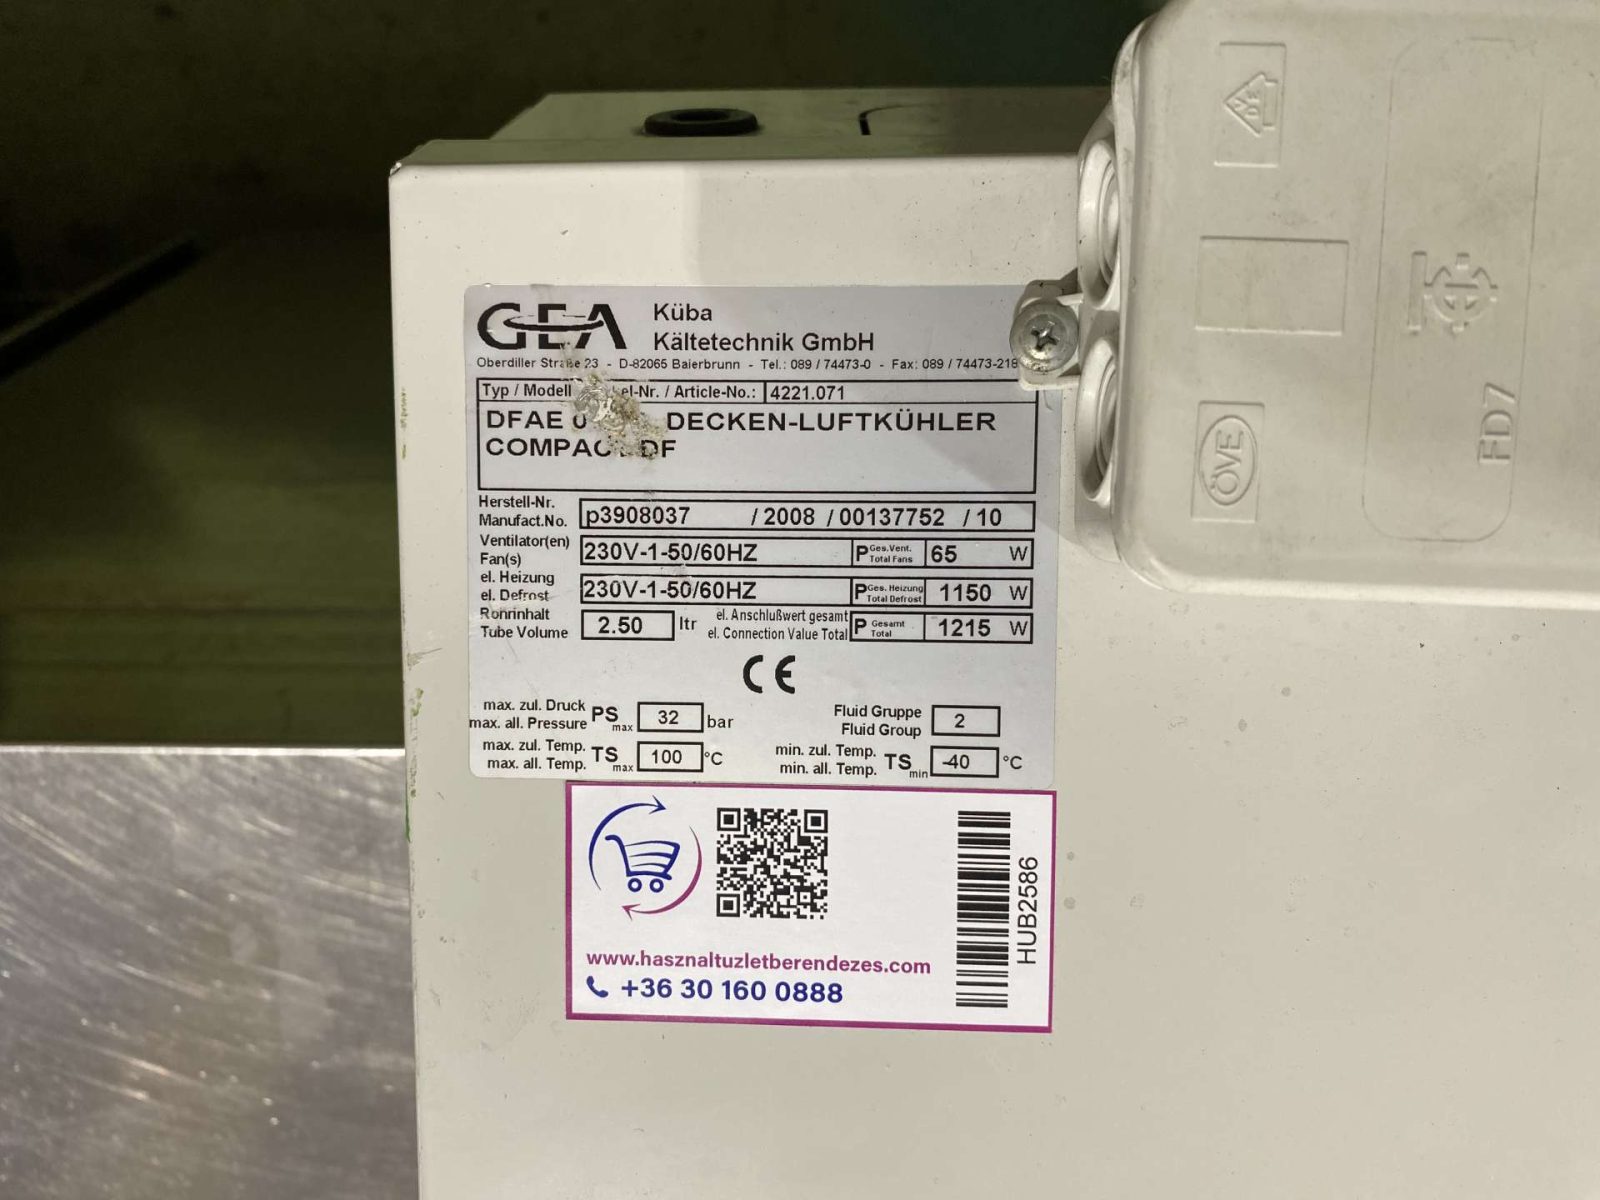 GEA Küba
Kältetechnik GmbH
Oberdiller Straße 23 - D-82065 Baierbrunn - Tel.: 089 / 74473-0 - Fax: 089 / 74473-218
Typ / Modell el-Nr. / Article-No.: 4221.071
DFAE 0 DECKEN-LUFTKÜHLER
COMPACT DF
Herstell-Nr.
Manufact.No. p3908037 / 2008 / 00137752 / 10
Ventilator(en)
Fan(s) 230V-1-50/60HZ P Ges.Vent. Total Fans 65 W
el. Heizung
el. Defrost 230V-1-50/60HZ P Ges. Heizung Total Defrost 1150 W
Rohrinhalt
Tube Volume 2.50 ltr
el. Anschlußwert gesamt
el. Connection Value Total P Gesamt Total 1215 W
CE
max. zul. Druck
max. all. Pressure PS max 32 bar
Fluid Gruppe
Fluid Group 2
max. zul. Temp.
max. all. Temp. TS max 100 °C
min. zul. Temp.
min. all. Temp. TS min -40 °C
www.hasznaltuzletberendezes.com
+36 30 160 0888
HUB2586
ÖVE
FD7